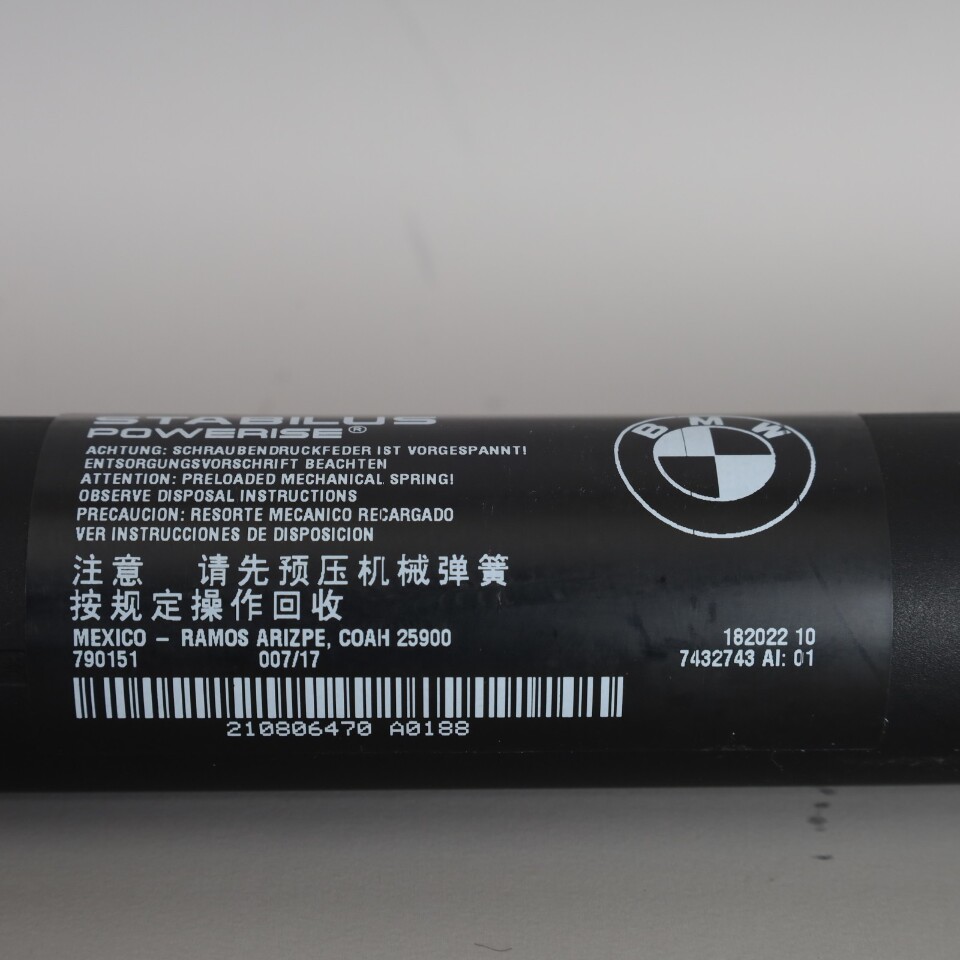 STABILUS
POWERISE®
ACHTUNG: SCHRAUBENDRUCKFEDER IST VORGESPANNT!
ENTSORGUNGSVORSCHRIFT BEACHTEN
ATTENTION: PRELOADED MECHANICAL SPRING!
OBSERVE DISPOSAL INSTRUCTIONS
PRECAUCION: RESORTE MECANICO RECARGADO
VER INSTRUCCIONES DE DISPOSICION
注意 请先预压机械弹簧
按规定操作回收
MEXICO – RAMOS ARIZPE, COAH 25900
790151 007/17
210806470 A0188
BMW
182022 10
7432743 AI: 01